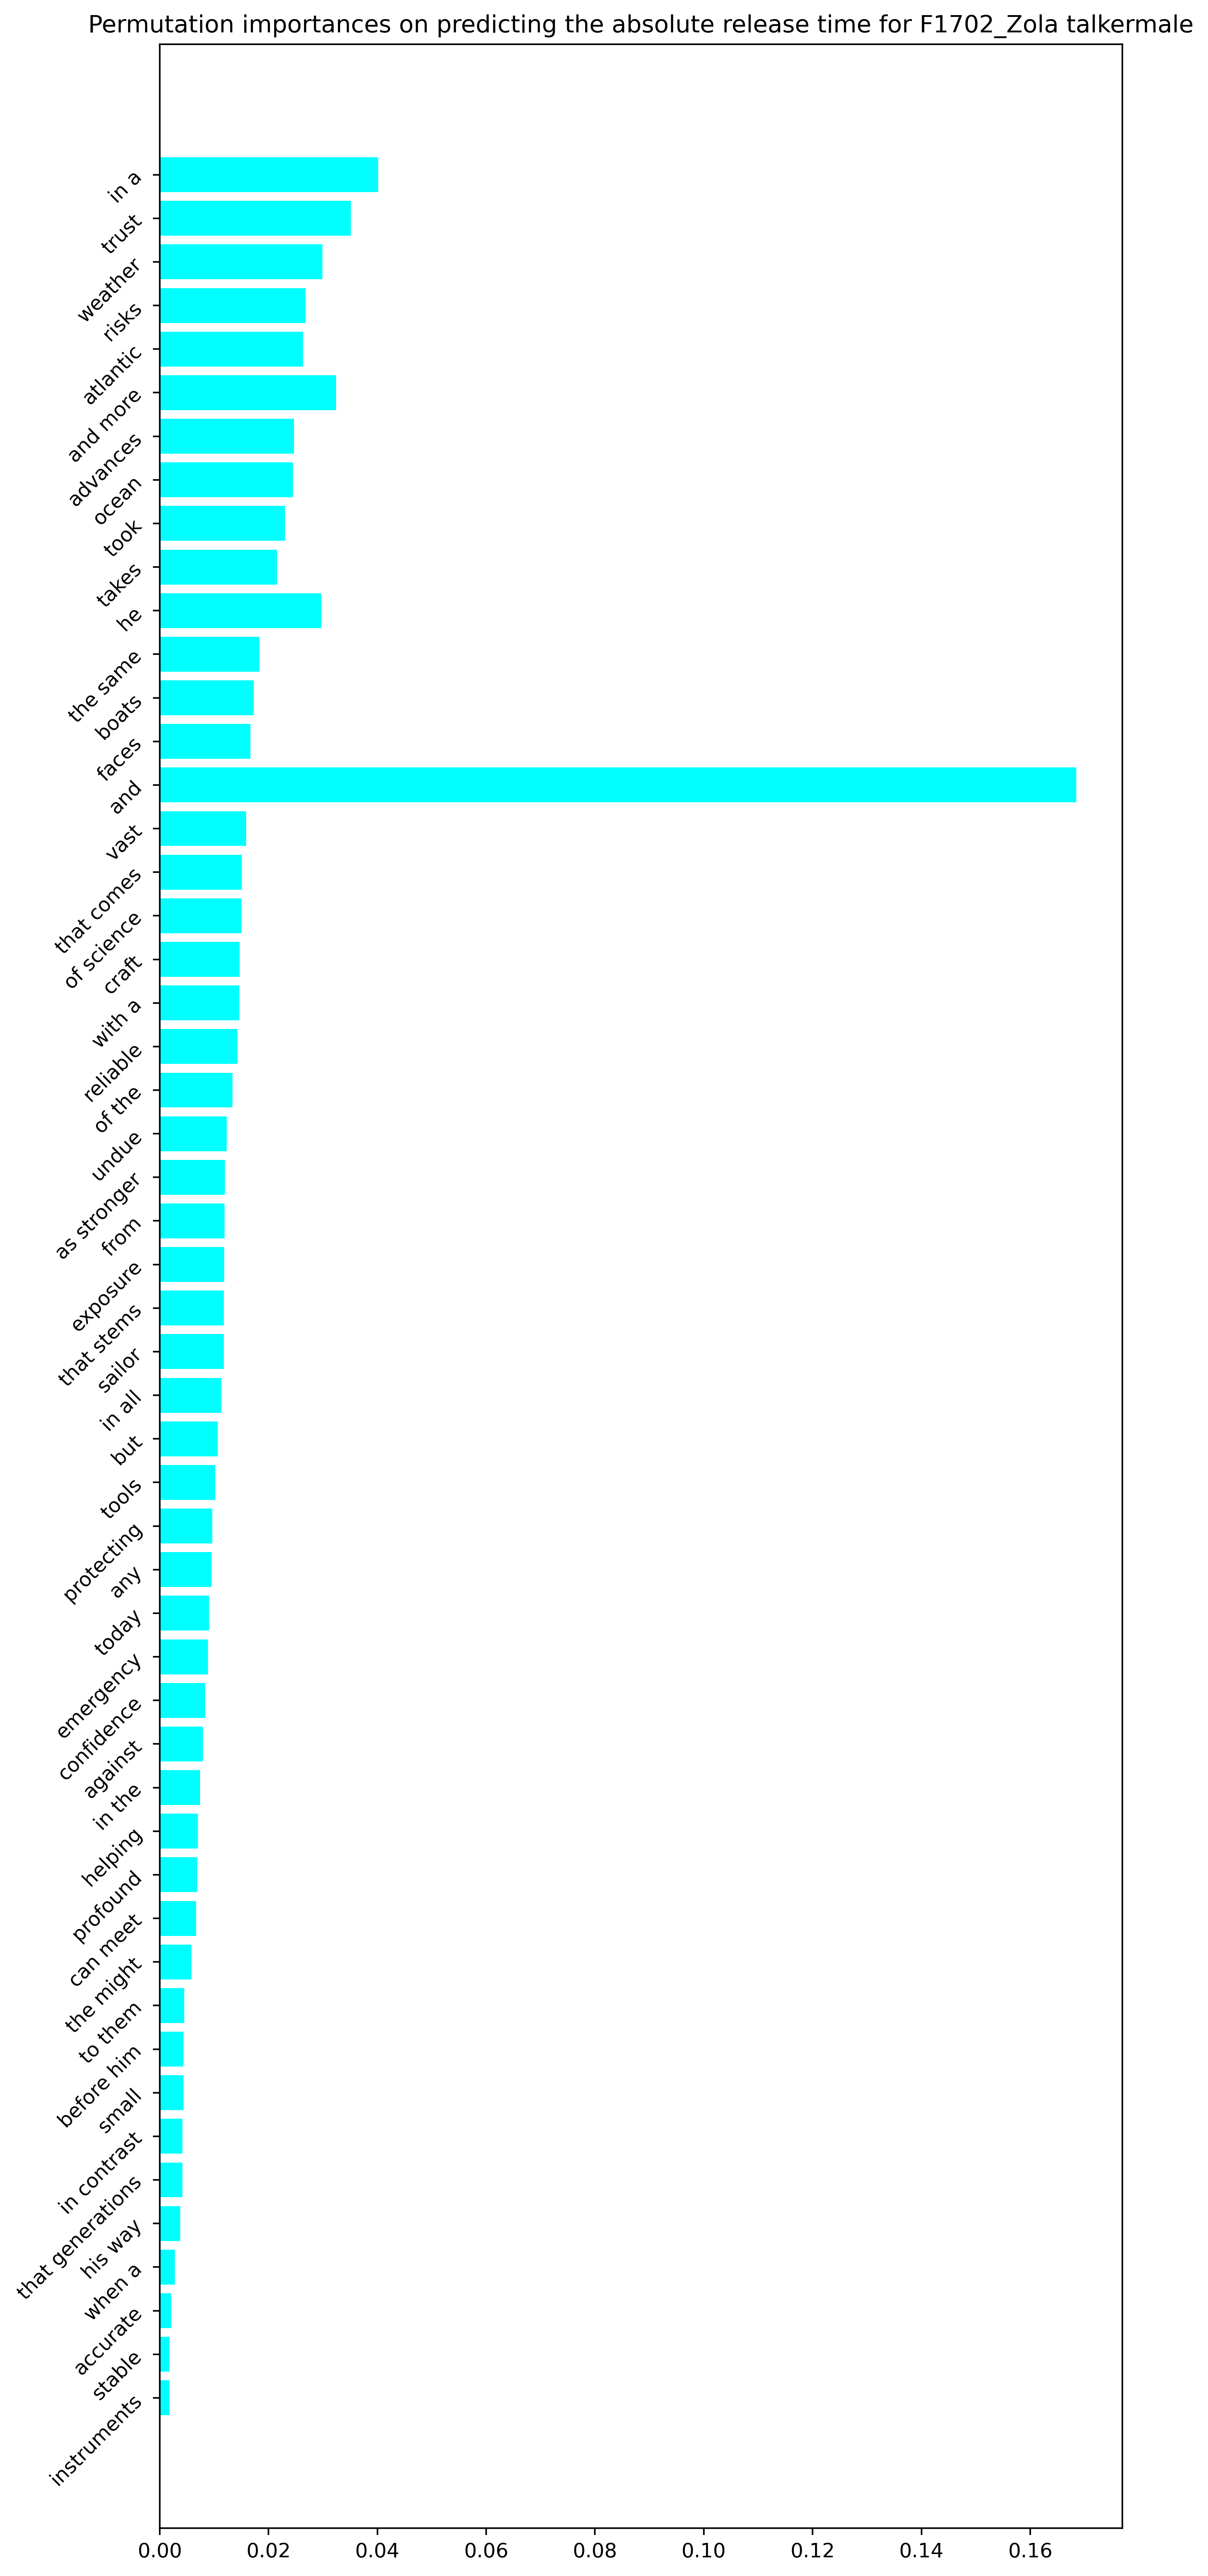 Permutation importances on predicting the absolute release time for F1702_Zola talkermale
in a
trust
weather
risks
atlantic
and more
advances
ocean
took
takes
he
the same
boats
faces
and
vast
that comes
of science
craft
with a
reliable
of the
undue
as stronger
from
exposure
that stems
sailor
in all
but
tools
protecting
any
today
emergency
confidence
against
in the
helping
profound
can meet
the might
to them
before him
small
in contrast
that generations
his way
when a
accurate
stable
instruments
0.00 0.02 0.04 0.06 0.08 0.10 0.12 0.14 0.16